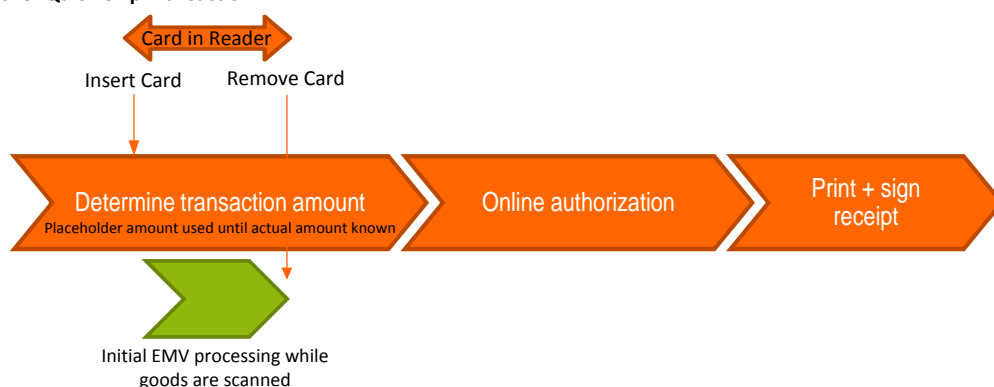 Card in Reader
Insert Card
Remove Card
Determine transaction amount
Placeholder amount used until actual amount known
Online authorization
Print + sign
receipt
Initial EMV processing while
goods are scanned